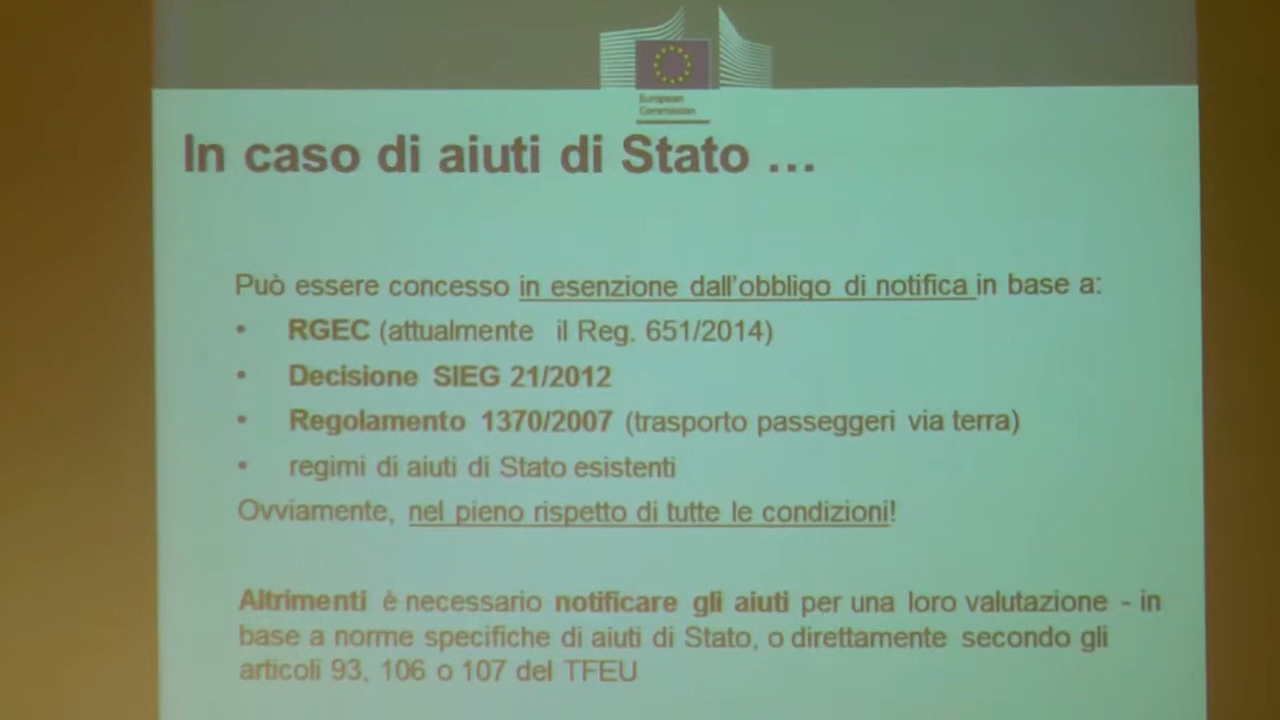 European
Commission
In caso di aiuti di Stato ...
Può essere concesso in esenzione dall'obbligo di notifica in base a:
• RGEC (attualmente il Reg. 651/2014)
• Decisione SIEG 21/2012
• Regolamento 1370/2007 (trasporto passeggeri via terra)
• regimi di aiuti di Stato esistenti
Ovviamente, nel pieno rispetto di tutte le condizioni!
Altrimenti è necessario notificare gli aiuti per una loro valutazione - in
base a norme specifiche di aiuti di Stato, o direttamente secondo gli
articoli 93, 106 o 107 del TFEU